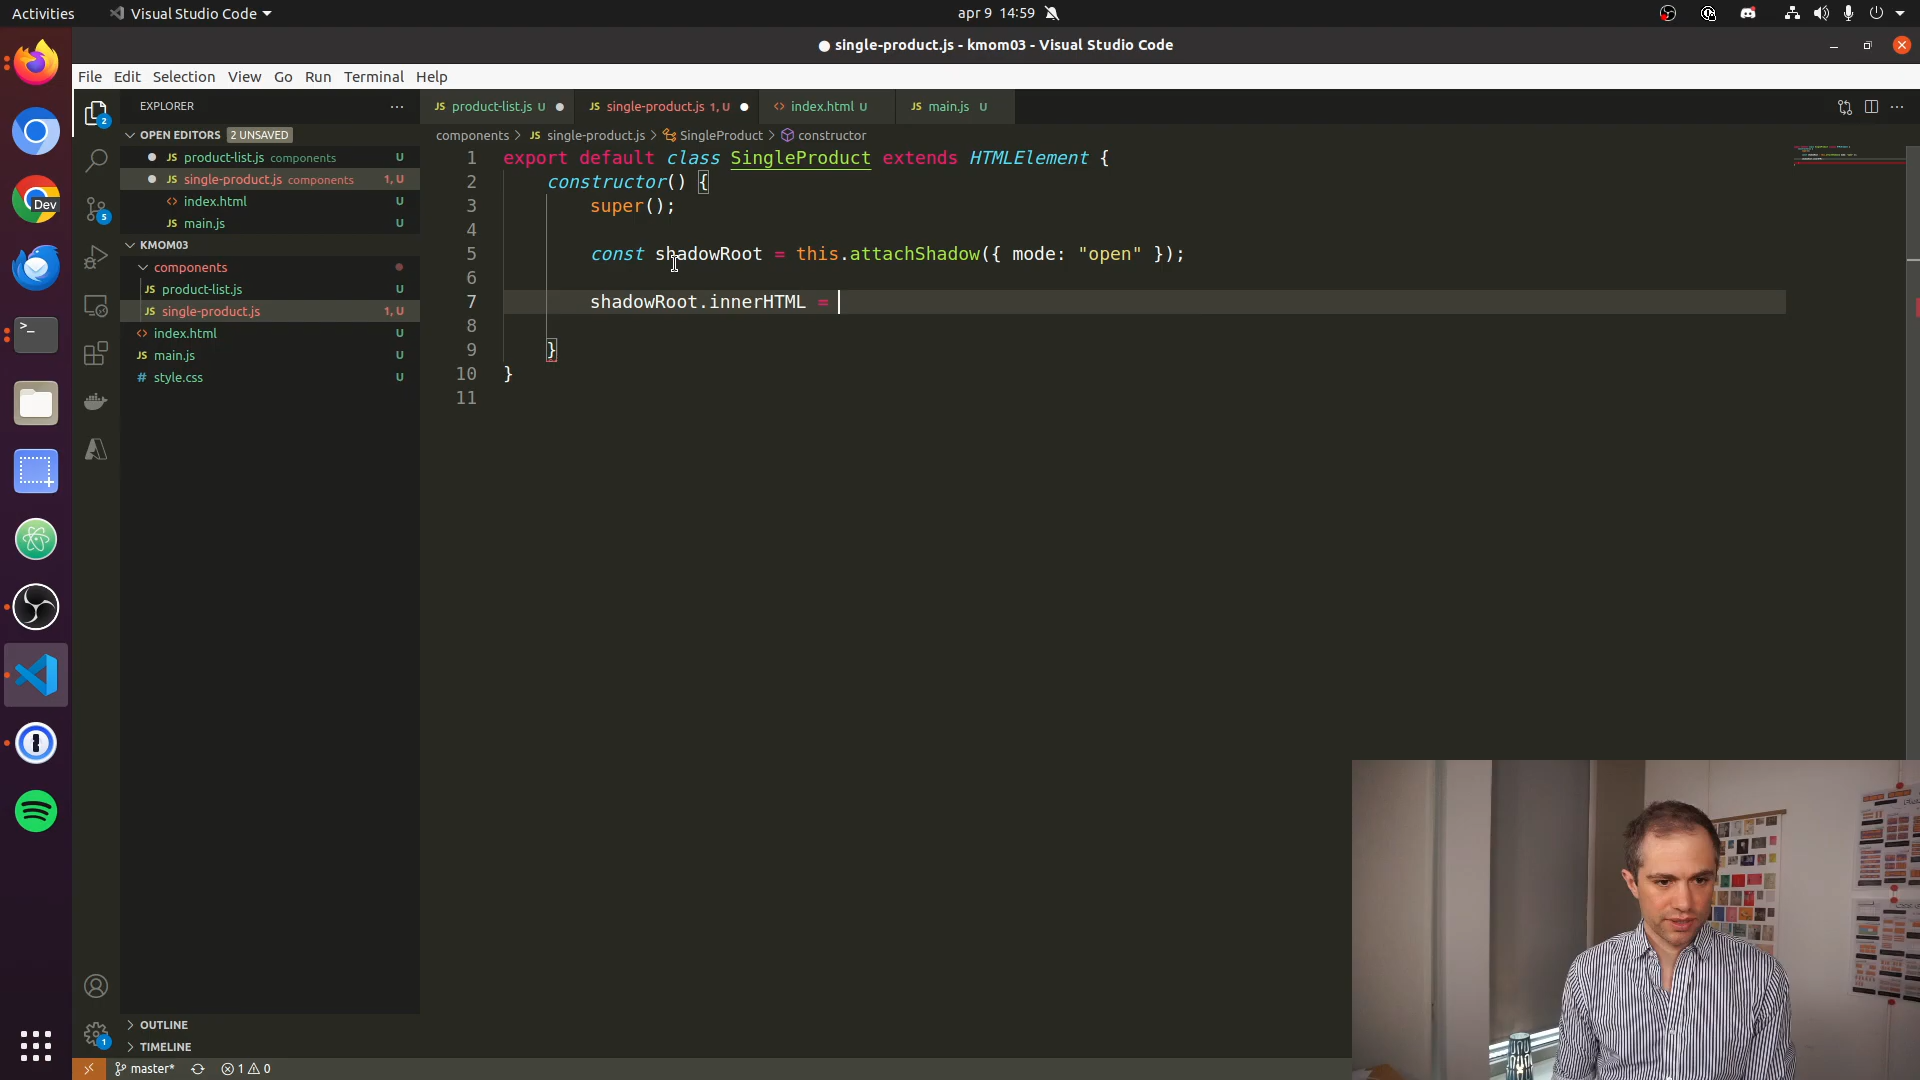 Activities
Visual Studio Code
apr 9 14:59
single-product.js - kmom03 - Visual Studio Code
File Edit Selection View Go Run Terminal Help
EXPLORER
OPEN EDITORS 2 UNSAVED
product-list.js components U
single-product.js components 1, U
index.html U
main.js U
KMOM03
components
product-list.js U
single-product.js 1, U
index.html U
main.js U
style.css U
OUTLINE
TIMELINE
product-list.js U
single-product.js 1, U
index.html U
main.js U
components > single-product.js > SingleProduct > constructor
1 export default class SingleProduct extends HTMLElement {
2 constructor() {
3 super();
4
5 const shadowRoot = this.attachShadow({ mode: "open" });
6
7 shadowRoot.innerHTML =
8
9 }
10 }
11
master* 1 0
Dev
2
5
1